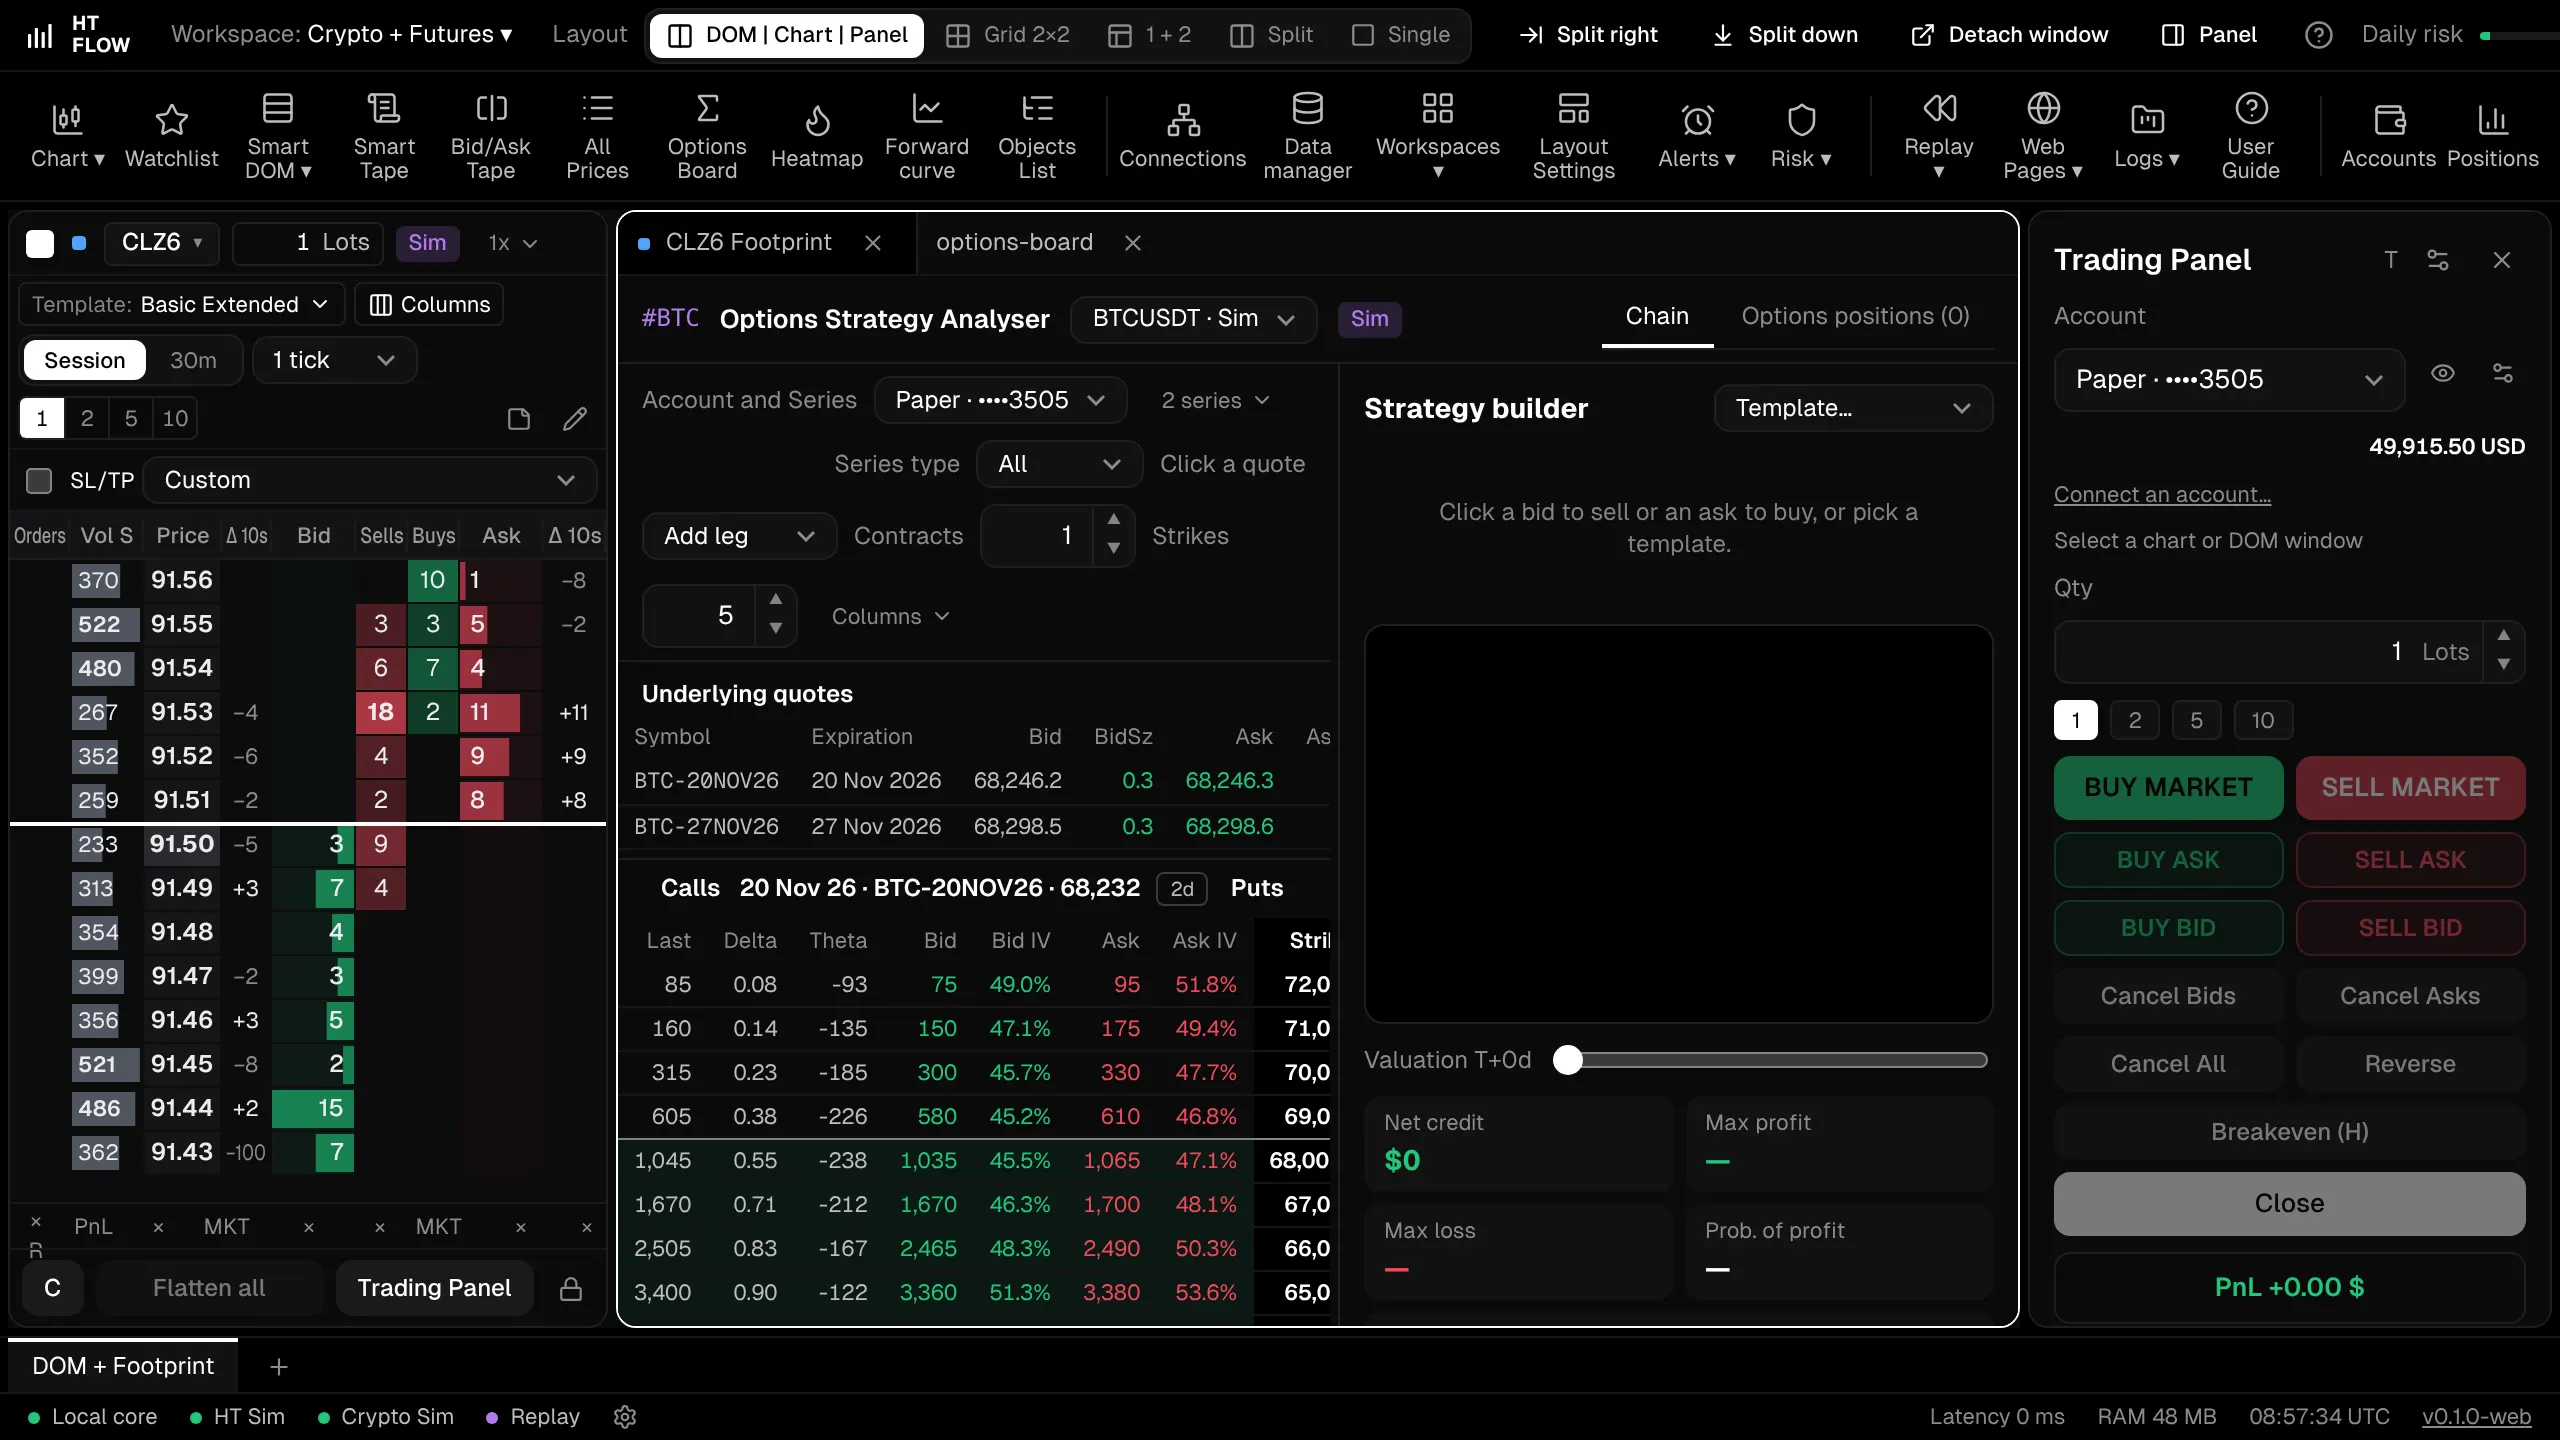 HT FLOW
Workspace: Crypto + Futures ▾ Layout DOM | Chart | Panel Grid 2×2 1 + 2 Split Single Split right Split down Detach window Panel Daily risk
Chart ▾ Watchlist Smart DOM ▾ Smart Tape Bid/Ask Tape All Prices Options Board Heatmap Forward curve Objects List Connections Data manager Workspaces ▾ Layout Settings Alerts ▾ Risk ▾ Replay ▾ Web Pages ▾ Logs ▾ User Guide Accounts Positions
CLZ6 ▾ 1 Lots Sim 1x
Template: Basic Extended Columns
Session 30m 1 tick
1 2 5 10
SL/TP Custom
Orders Vol S Price Δ 10s Bid Sells Buys Ask Δ 10s
370 91.56 10 1 −8
522 91.55 3 3 5 −2
480 91.54 6 7 4
267 91.53 −4 18 2 11 +11
352 91.52 −6 4 9 +9
259 91.51 −2 2 8 +8
233 91.50 −5 3 9
313 91.49 +3 7 4
354 91.48 4
399 91.47 −2 3
356 91.46 +3 5
521 91.45 −8 2
486 91.44 +2 15
362 91.43 -100 7
× PnL × MKT × × MKT × ×
C Flatten all Trading Panel
CLZ6 Footprint options-board
#BTC Options Strategy Analyser BTCUSDT · Sim Sim Chain Options positions (0)
Account and Series Paper · ••••3505 2 series
Series type All Click a quote
Add leg Contracts 1 Strikes
5 Columns
Underlying quotes
Symbol Expiration Bid BidSz Ask As
BTC-20NOV26 20 Nov 2026 68,246.2 0.3 68,246.3
BTC-27NOV26 27 Nov 2026 68,298.5 0.3 68,298.6
Calls 20 Nov 26 · BTC-20NOV26 · 68,232 2d Puts
Last Delta Theta Bid Bid IV Ask Ask IV Stri
85 0.08 -93 75 49.0% 95 51.8% 72,0
160 0.14 -135 150 47.1% 175 49.4% 71,0
315 0.23 -185 300 45.7% 330 47.7% 70,0
605 0.38 -226 580 45.2% 610 46.8% 69,0
1,045 0.55 -238 1,035 45.5% 1,065 47.1% 68,00
1,670 0.71 -212 1,670 46.3% 1,700 48.1% 67,0
2,505 0.83 -167 2,465 48.3% 2,490 50.3% 66,0
3,400 0.90 -122 3,360 51.3% 3,380 53.6% 65,0
Strategy builder Template…
Click a bid to sell or an ask to buy, or pick a
template.
Valuation T+0d
Net credit Max profit
$0 —
Max loss Prob. of profit
— —
Trading Panel T
Account
Paper · ••••3505
49,915.50 USD
Connect an account…
Select a chart or DOM window
Qty
1 Lots
1 2 5 10
BUY MARKET SELL MARKET
BUY ASK SELL ASK
BUY BID SELL BID
Cancel Bids Cancel Asks
Cancel All Reverse
Breakeven (H)
Close
PnL +0.00 $
DOM + Footprint +
Local core HT Sim Crypto Sim Replay Latency 0 ms RAM 48 MB 08:57:34 UTC v0.1.0-web